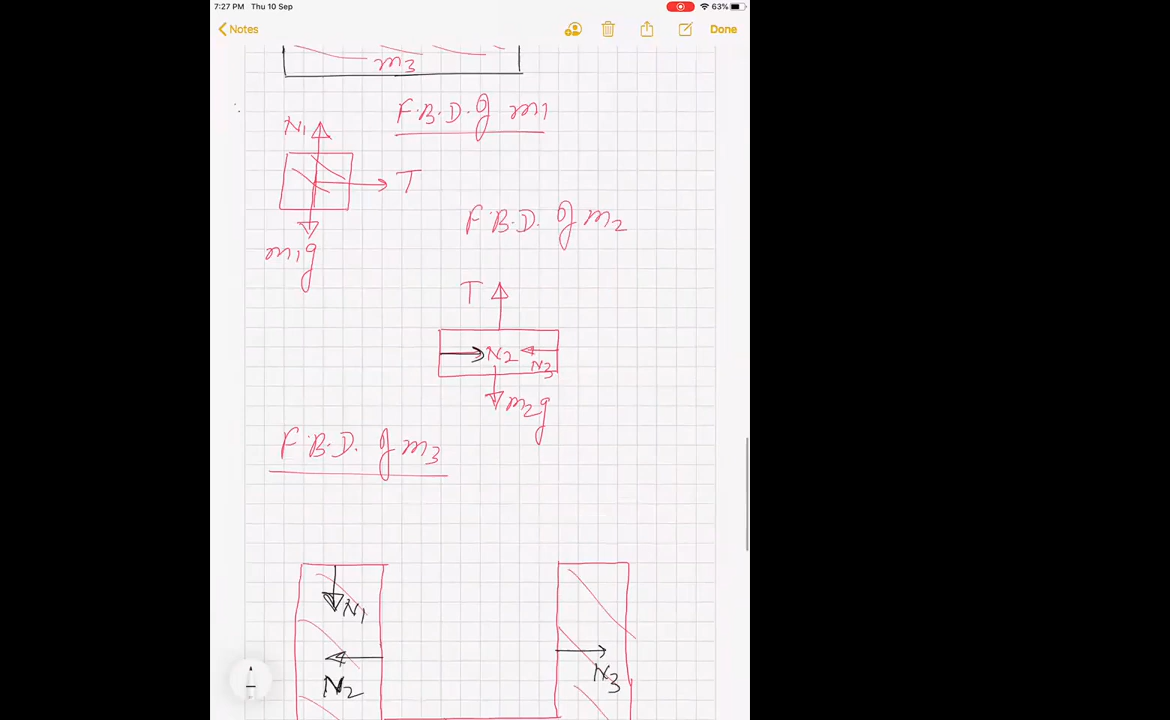 7:27 PM Thu 10 Sep
63%
Notes
Done
m3
F.B.D. of m1
N1
T
m1g
F.B.D. of m2
T
N2
N3
m2g
F.B.D. of m3
N1
N2
N3